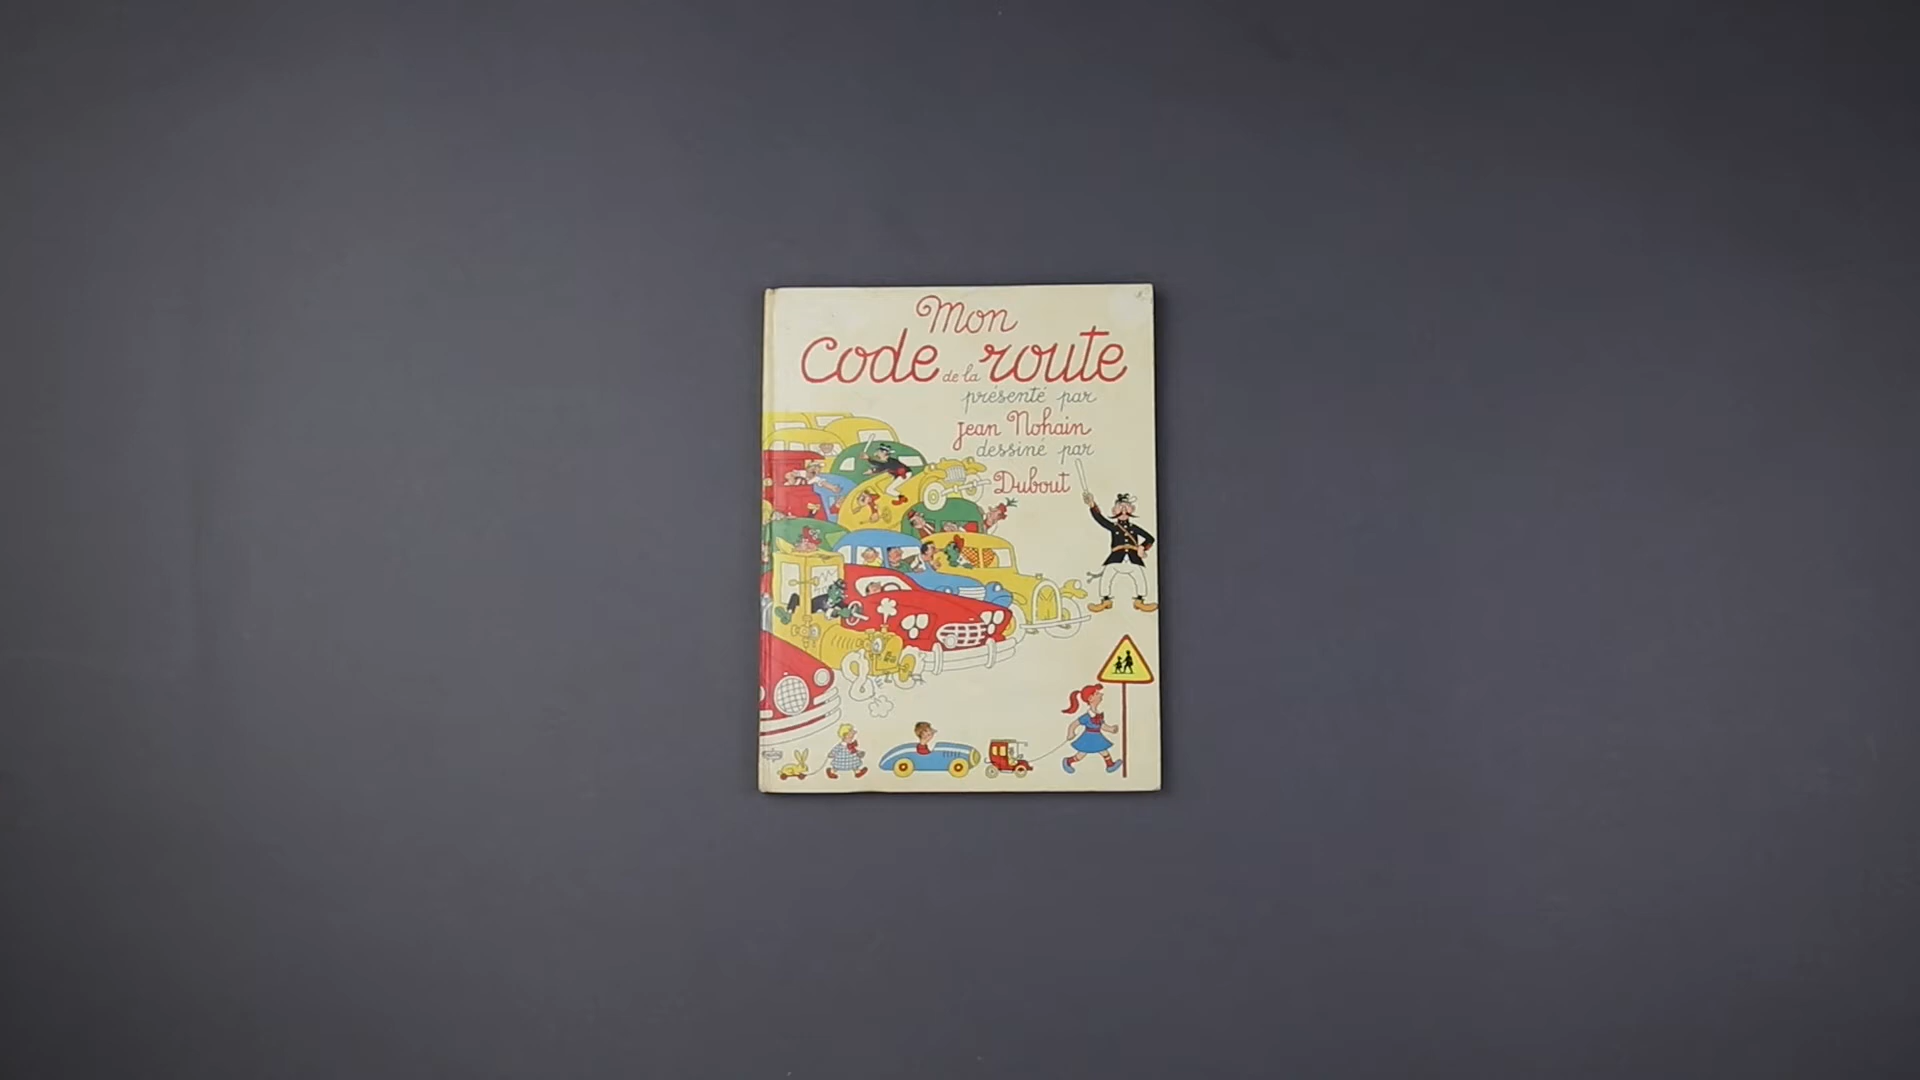 Mon
Code de la route
présenté par
Jean Nohain
dessiné par
Dubout